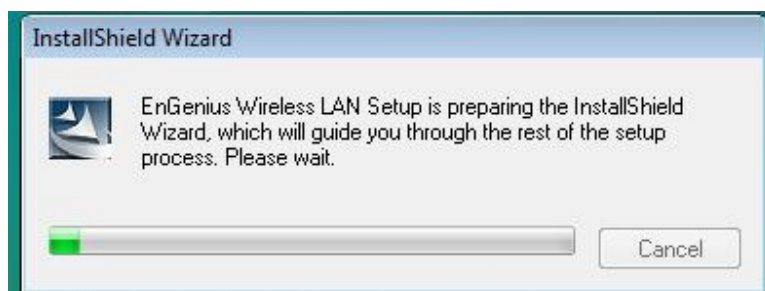 InstallShield Wizard
EnGenius Wireless LAN Setup is preparing the InstallShield
Wizard, which will guide you through the rest of the setup
process. Please wait.
Cancel